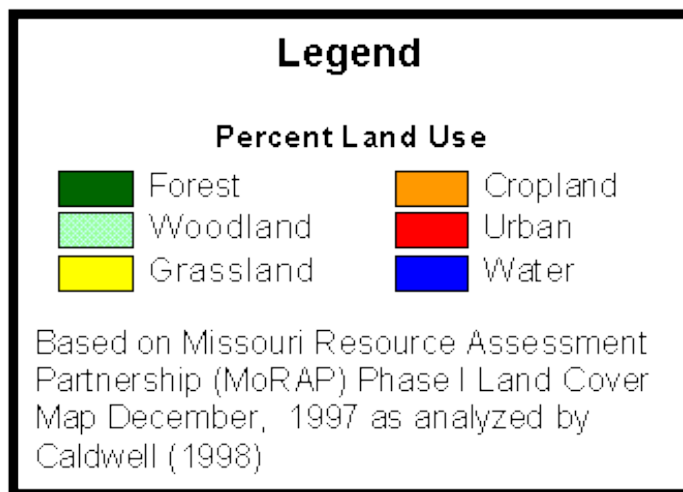 Legend
Percent Land Use
Forest Cropland
Woodland Urban
Grassland Water
Based on Missouri Resource Assessment
Partnership (MoRAP) Phase I Land Cover
Map December, 1997 as analyzed by
Caldwell (1998)